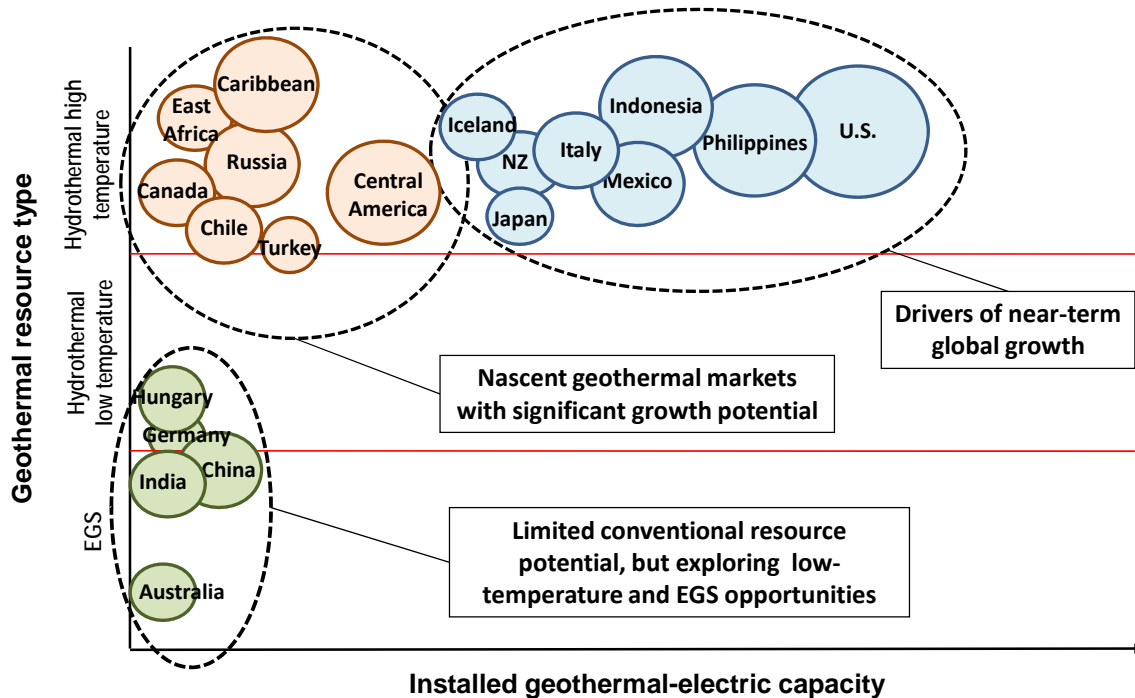 Geothermal resource type
Hydrothermal high
temperature
Hydrothermal
low temperature
EGS
Caribbean
East
Africa
Russia
Canada
Chile
Turkey
Central
America
Iceland
NZ
Japan
Italy
Indonesia
Mexico
Philippines
U.S.
Drivers of near-term
global growth
Nascent geothermal markets
with significant growth potential
Hungary
Germany
China
India
Australia
Limited conventional resource
potential, but exploring low-
temperature and EGS opportunities
Installed geothermal-electric capacity